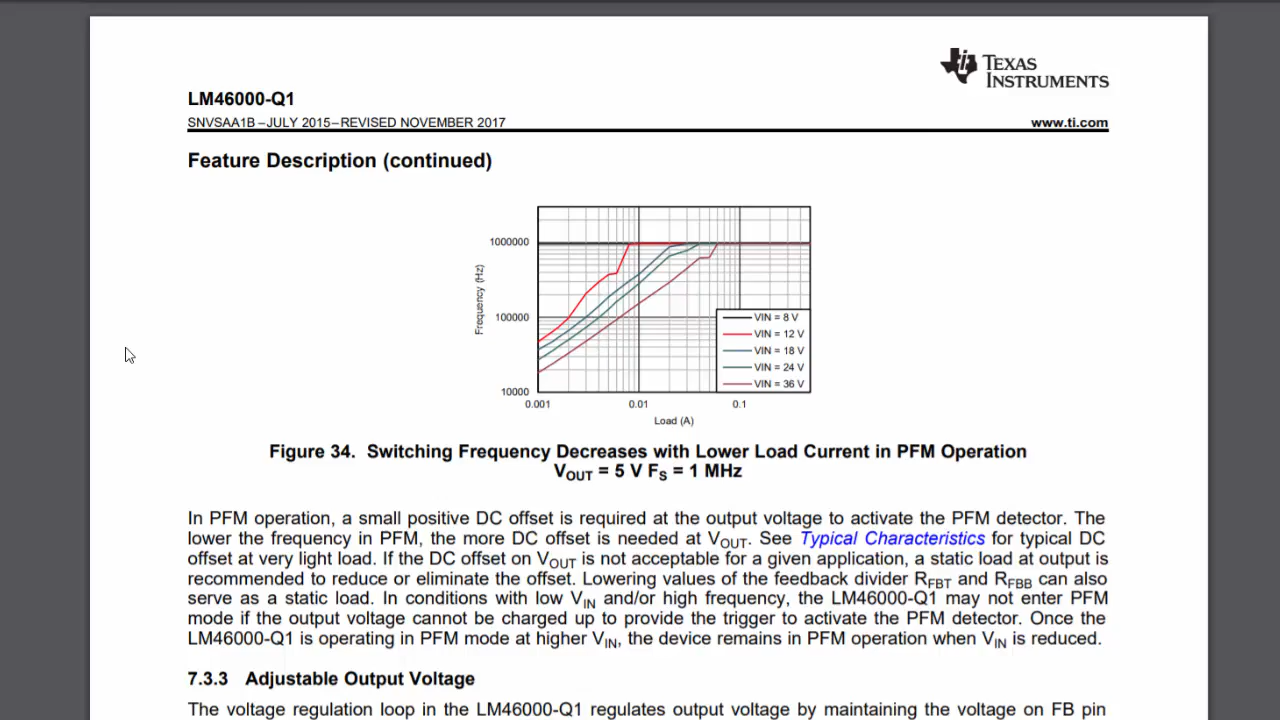 TEXAS
INSTRUMENTS
LM46000-Q1
SNVSAA1B –JULY 2015–REVISED NOVEMBER 2017
www.ti.com
Feature Description (continued)
1000000
100000
10000
Frequency (Hz)
0.001
0.01
0.1
Load (A)
VIN = 8 V
VIN = 12 V
VIN = 18 V
VIN = 24 V
VIN = 36 V
Figure 34. Switching Frequency Decreases with Lower Load Current in PFM Operation
VOUT = 5 V FS = 1 MHz
In PFM operation, a small positive DC offset is required at the output voltage to activate the PFM detector. The
lower the frequency in PFM, the more DC offset is needed at VOUT. See Typical Characteristics for typical DC
offset at very light load. If the DC offset on VOUT is not acceptable for a given application, a static load at output is
recommended to reduce or eliminate the offset. Lowering values of the feedback divider RFBT and RFBB can also
serve as a static load. In conditions with low VIN and/or high frequency, the LM46000-Q1 may not enter PFM
mode if the output voltage cannot be charged up to provide the trigger to activate the PFM detector. Once the
LM46000-Q1 is operating in PFM mode at higher VIN, the device remains in PFM operation when VIN is reduced.
7.3.3 Adjustable Output Voltage
The voltage regulation loop in the LM46000-Q1 regulates output voltage by maintaining the voltage on FB pin